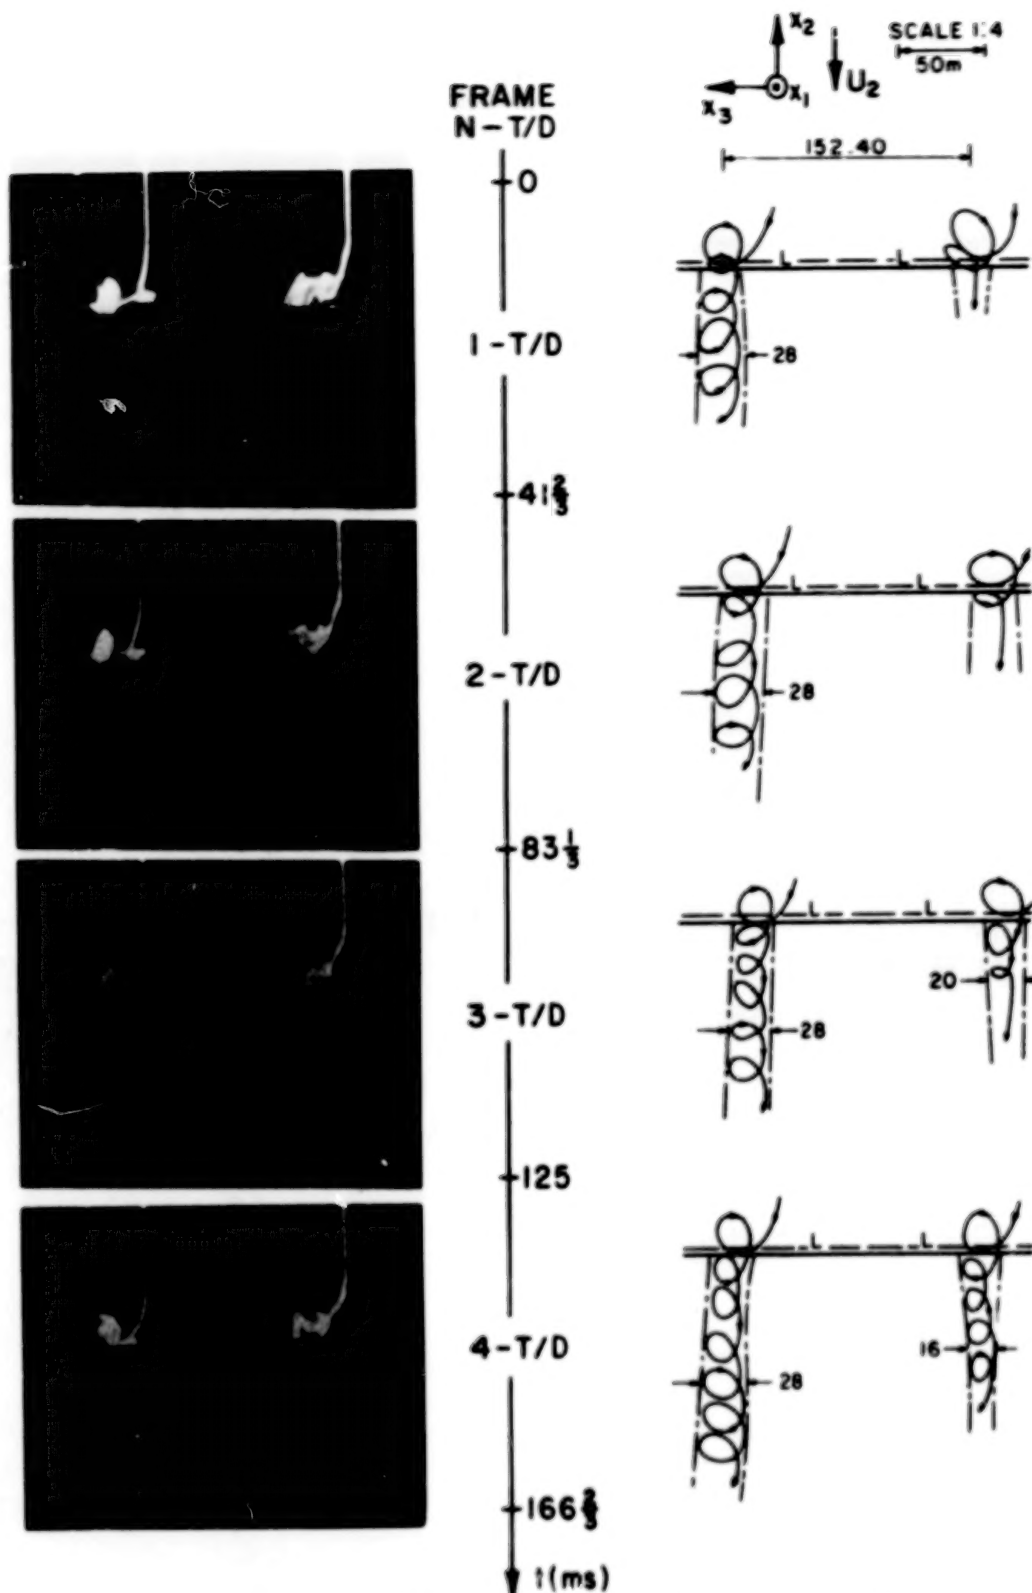 X₂
SCALE 1:4
50m
X₃
X₁
U₂
FRAME
N-T/D
152.40
0
L L
1-T/D
28
41⅔
L L
2-T/D
28
83⅓
L L
20
3-T/D
28
125
L L
16
4-T/D
28
166⅔
t(ms)